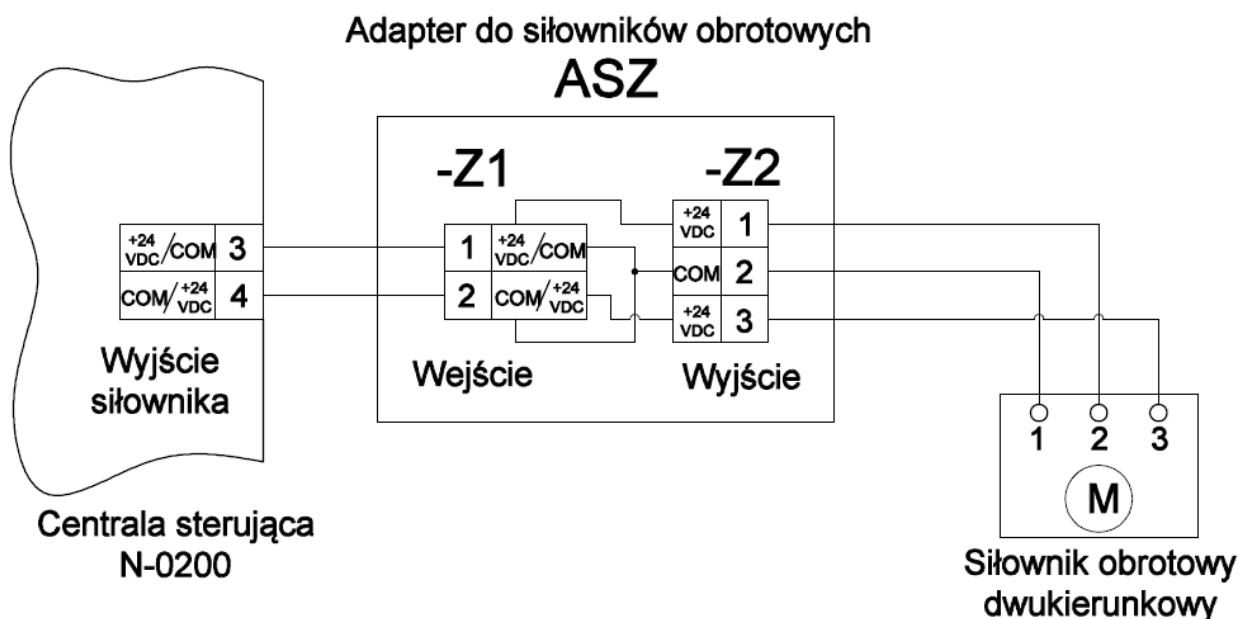 Adapter do siłowników obrotowych
ASZ
-Z1
-Z2
+24 VDC/COM 3
COM/+24 VDC 4
1 +24 VDC/COM
2 COM/+24 VDC
+24 VDC 1
COM 2
+24 VDC 3
Wyjście
siłownika
Wejście
Wyjście
1 2 3
M
Centrala sterująca
N-0200
Siłownik obrotowy
dwukierunkowy